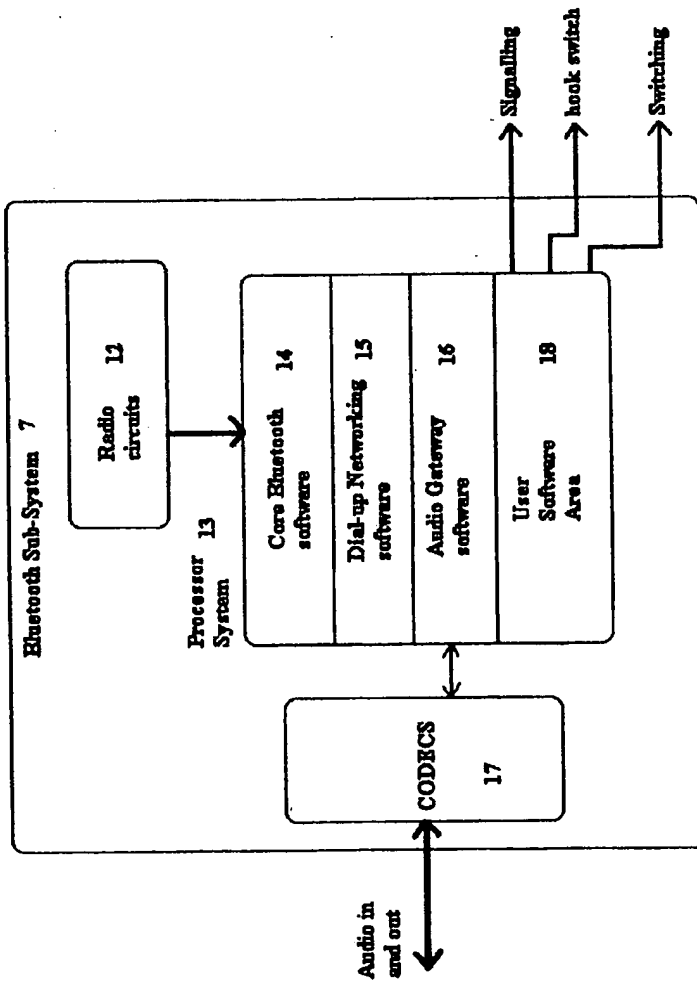 Bluetooth Sub-System 7
Radio 12
circuits
Processor 13
System
Core Bluetooth 14
software
Dial-up Networking 15
software
Audio Gateway 16
software
User 18
Software
Area
CODECS
17
Audio in
and out
Signalling
hook switch
Switching